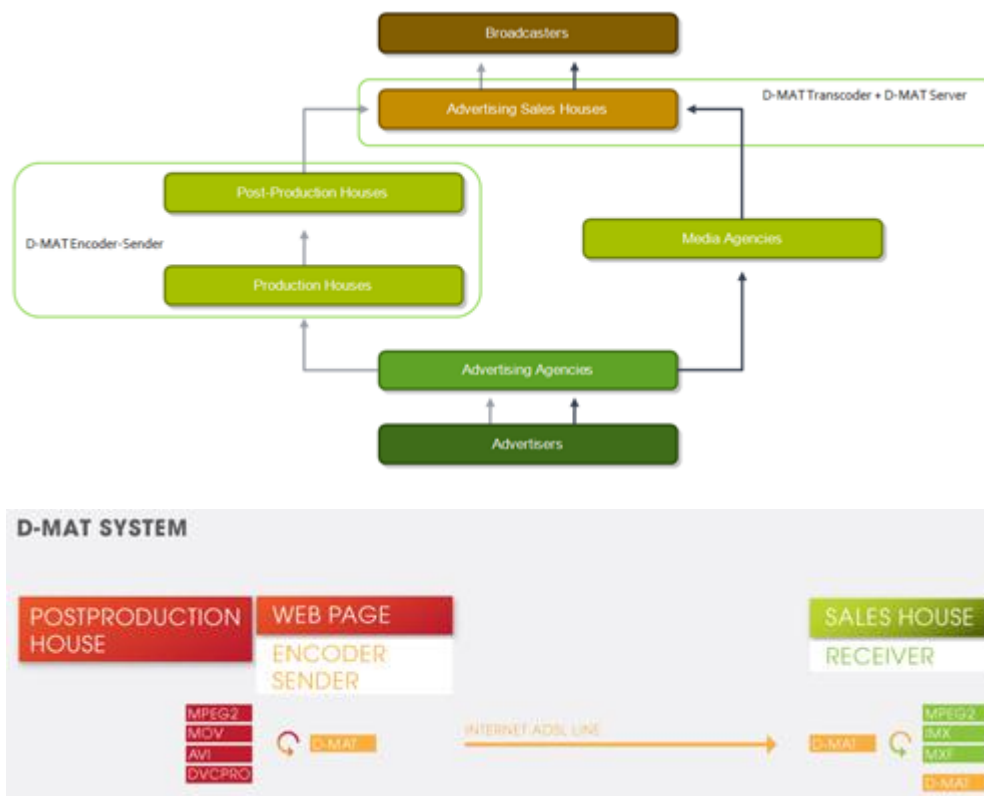 Broadcasters
Advertising Sales Houses
D-MAT Transcoder + D-MAT Server
Post-Production Houses
D-MAT Encoder-Sender
Media Agencies
Production Houses
Advertising Agencies
Advertisers
D-MAT SYSTEM
POSTPRODUCTION
HOUSE
WEB PAGE
ENCODER
SENDER
SALES HOUSE
RECEIVER
MPEG2
MOV
AVI
DVCPRO
D-MAT
INTERNET ADSL LINE
D-MAT
MPEG2
IMX
MXF
D-MAT